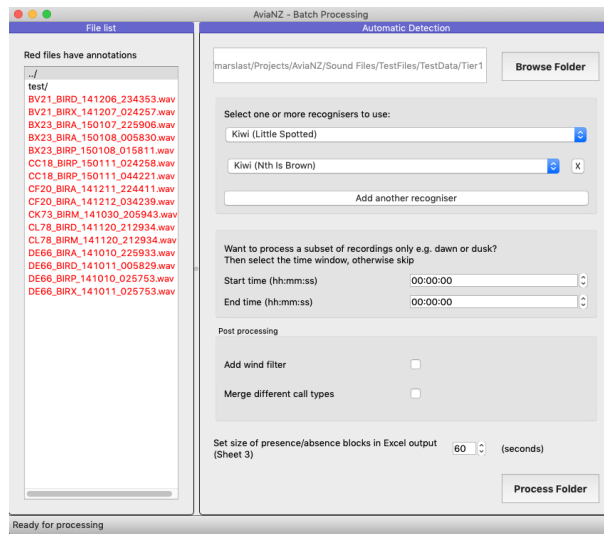 AviaNZ - Batch Processing
File list
Red files have annotations
../
test/
BV21_BIRD_141206_234353.wav
BV21_BIRX_141207_024257.wav
BX23_BIRA_150107_225906.wav
BX23_BIRA_150108_005830.wav
BX23_BIRP_150108_015811.wav
CC18_BIRP_150111_024258.wav
CC18_BIRP_150111_044221.wav
CF20_BIRA_141211_224411.wav
CF20_BIRA_141212_034239.wav
CK73_BIRM_141030_205943.wav
CL78_BIRD_141120_212934.wav
CL78_BIRM_141120_212934.wav
DE66_BIRA_141010_225933.wav
DE66_BIRD_141011_005829.wav
DE66_BIRP_141010_025753.wav
DE66_BIRX_141011_025753.wav
Automatic Detection
marslast/Projects/AviaNZ/Sound Files/TestFiles/TestData/Tier1
Browse Folder
Select one or more recognisers to use:
Kiwi (Little Spotted)
Kiwi (Nth Is Brown)
X
Add another recogniser
Want to process a subset of recordings only e.g. dawn or dusk?
Then select the time window, otherwise skip
Start time (hh:mm:ss) 00:00:00
End time (hh:mm:ss) 00:00:00
Post processing
Add wind filter
Merge different call types
Set size of presence/absence blocks in Excel output
(Sheet 3)
60
(seconds)
Process Folder
Ready for processing